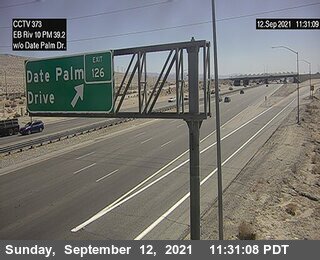 CCTV 373
EB Riv 10 PM 39.2
w/o Date Palm Dr.
12.Sep 2021 11:31:09
EXIT
126
Date Palm
Drive
Sunday, September 12, 2021 11:31:08 PDT